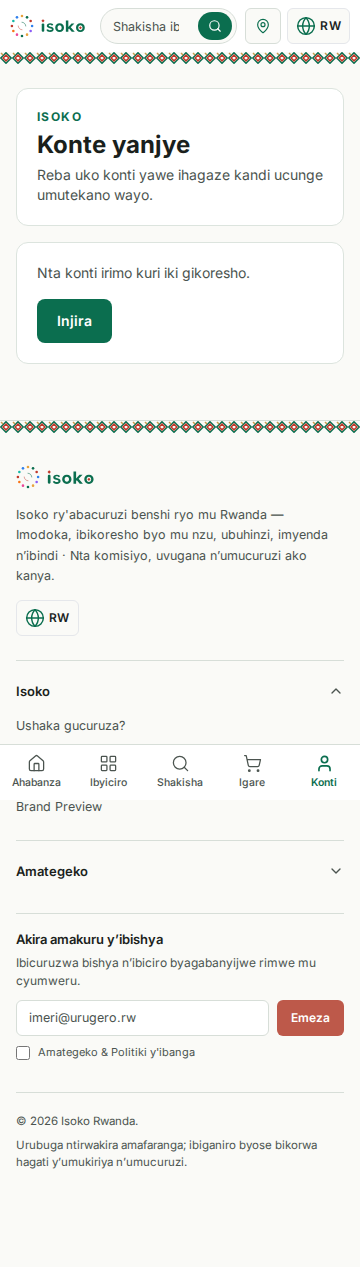 isoko
Shakisha ib
RW
ISOKO
Konte yanjye
Reba uko konti yawe ihagaze kandi ucunge
umutekano wayo.
Nta konti irimo kuri iki gikoresho.
Injira
isoko
Isoko ry'abacuruzi benshi ryo mu Rwanda —
Imodoka, ibikoresho byo mu nzu, ubuhinzi, imyenda
n'ibindi · Nta komisiyo, uvugana n'umucuruzi ako
kanya.
RW
Isoko
Ushaka gucuruza?
Ahabanza
Ibyiciro
Shakisha
Igare
Konti
Brand Preview
Amategeko
Akira amakuru y'ibishya
Ibicuruzwa bishya n'ibiciro byagabanyijwe rimwe mu
cyumweru.
imeri@urugero.rw
Emeza
Amategeko & Politiki y'ibanga
© 2026 Isoko Rwanda.
Urubuga ntirwakira amafaranga; ibiganiro byose bikorwa
hagati y'umukiriya n'umucuruzi.